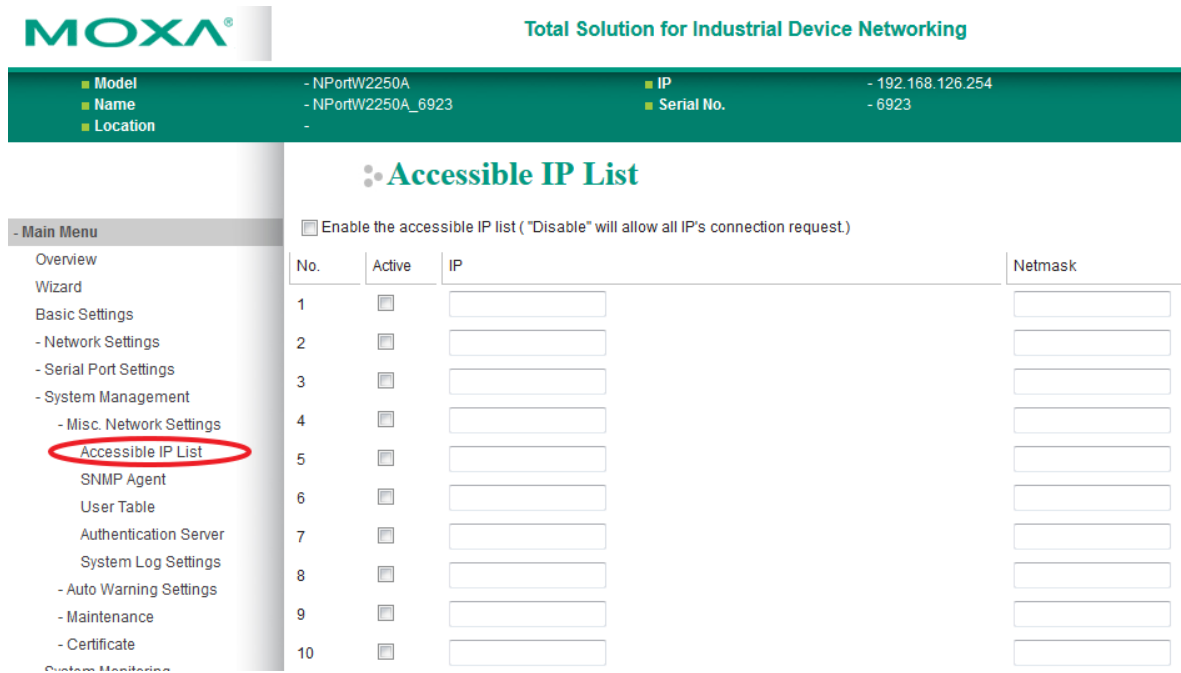 MOXA®
Total Solution for Industrial Device Networking
Model - NPortW2250A IP - 192.168.126.254
Name - NPortW2250A_6923 Serial No. - 6923
Location -
Accessible IP List
- Main Menu
Overview
Wizard
Basic Settings
- Network Settings
- Serial Port Settings
- System Management
- Misc. Network Settings
Accessible IP List
SNMP Agent
User Table
Authentication Server
System Log Settings
- Auto Warning Settings
- Maintenance
- Certificate
System Monitoring
Enable the accessible IP list ( "Disable" will allow all IP's connection request.)
No. Active IP Netmask
1
2
3
4
5
6
7
8
9
10